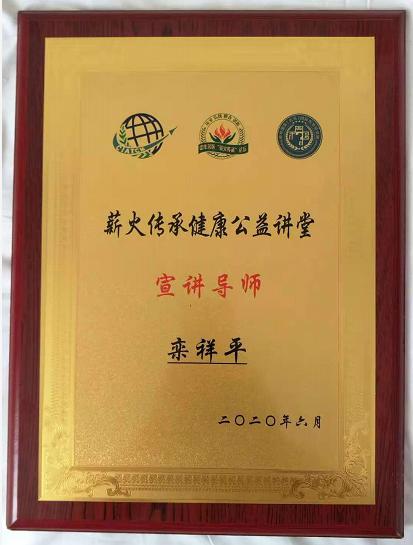 CIATCM
薪火传承健康公益讲堂
宣讲导师
栾祥平
二〇二〇年六月